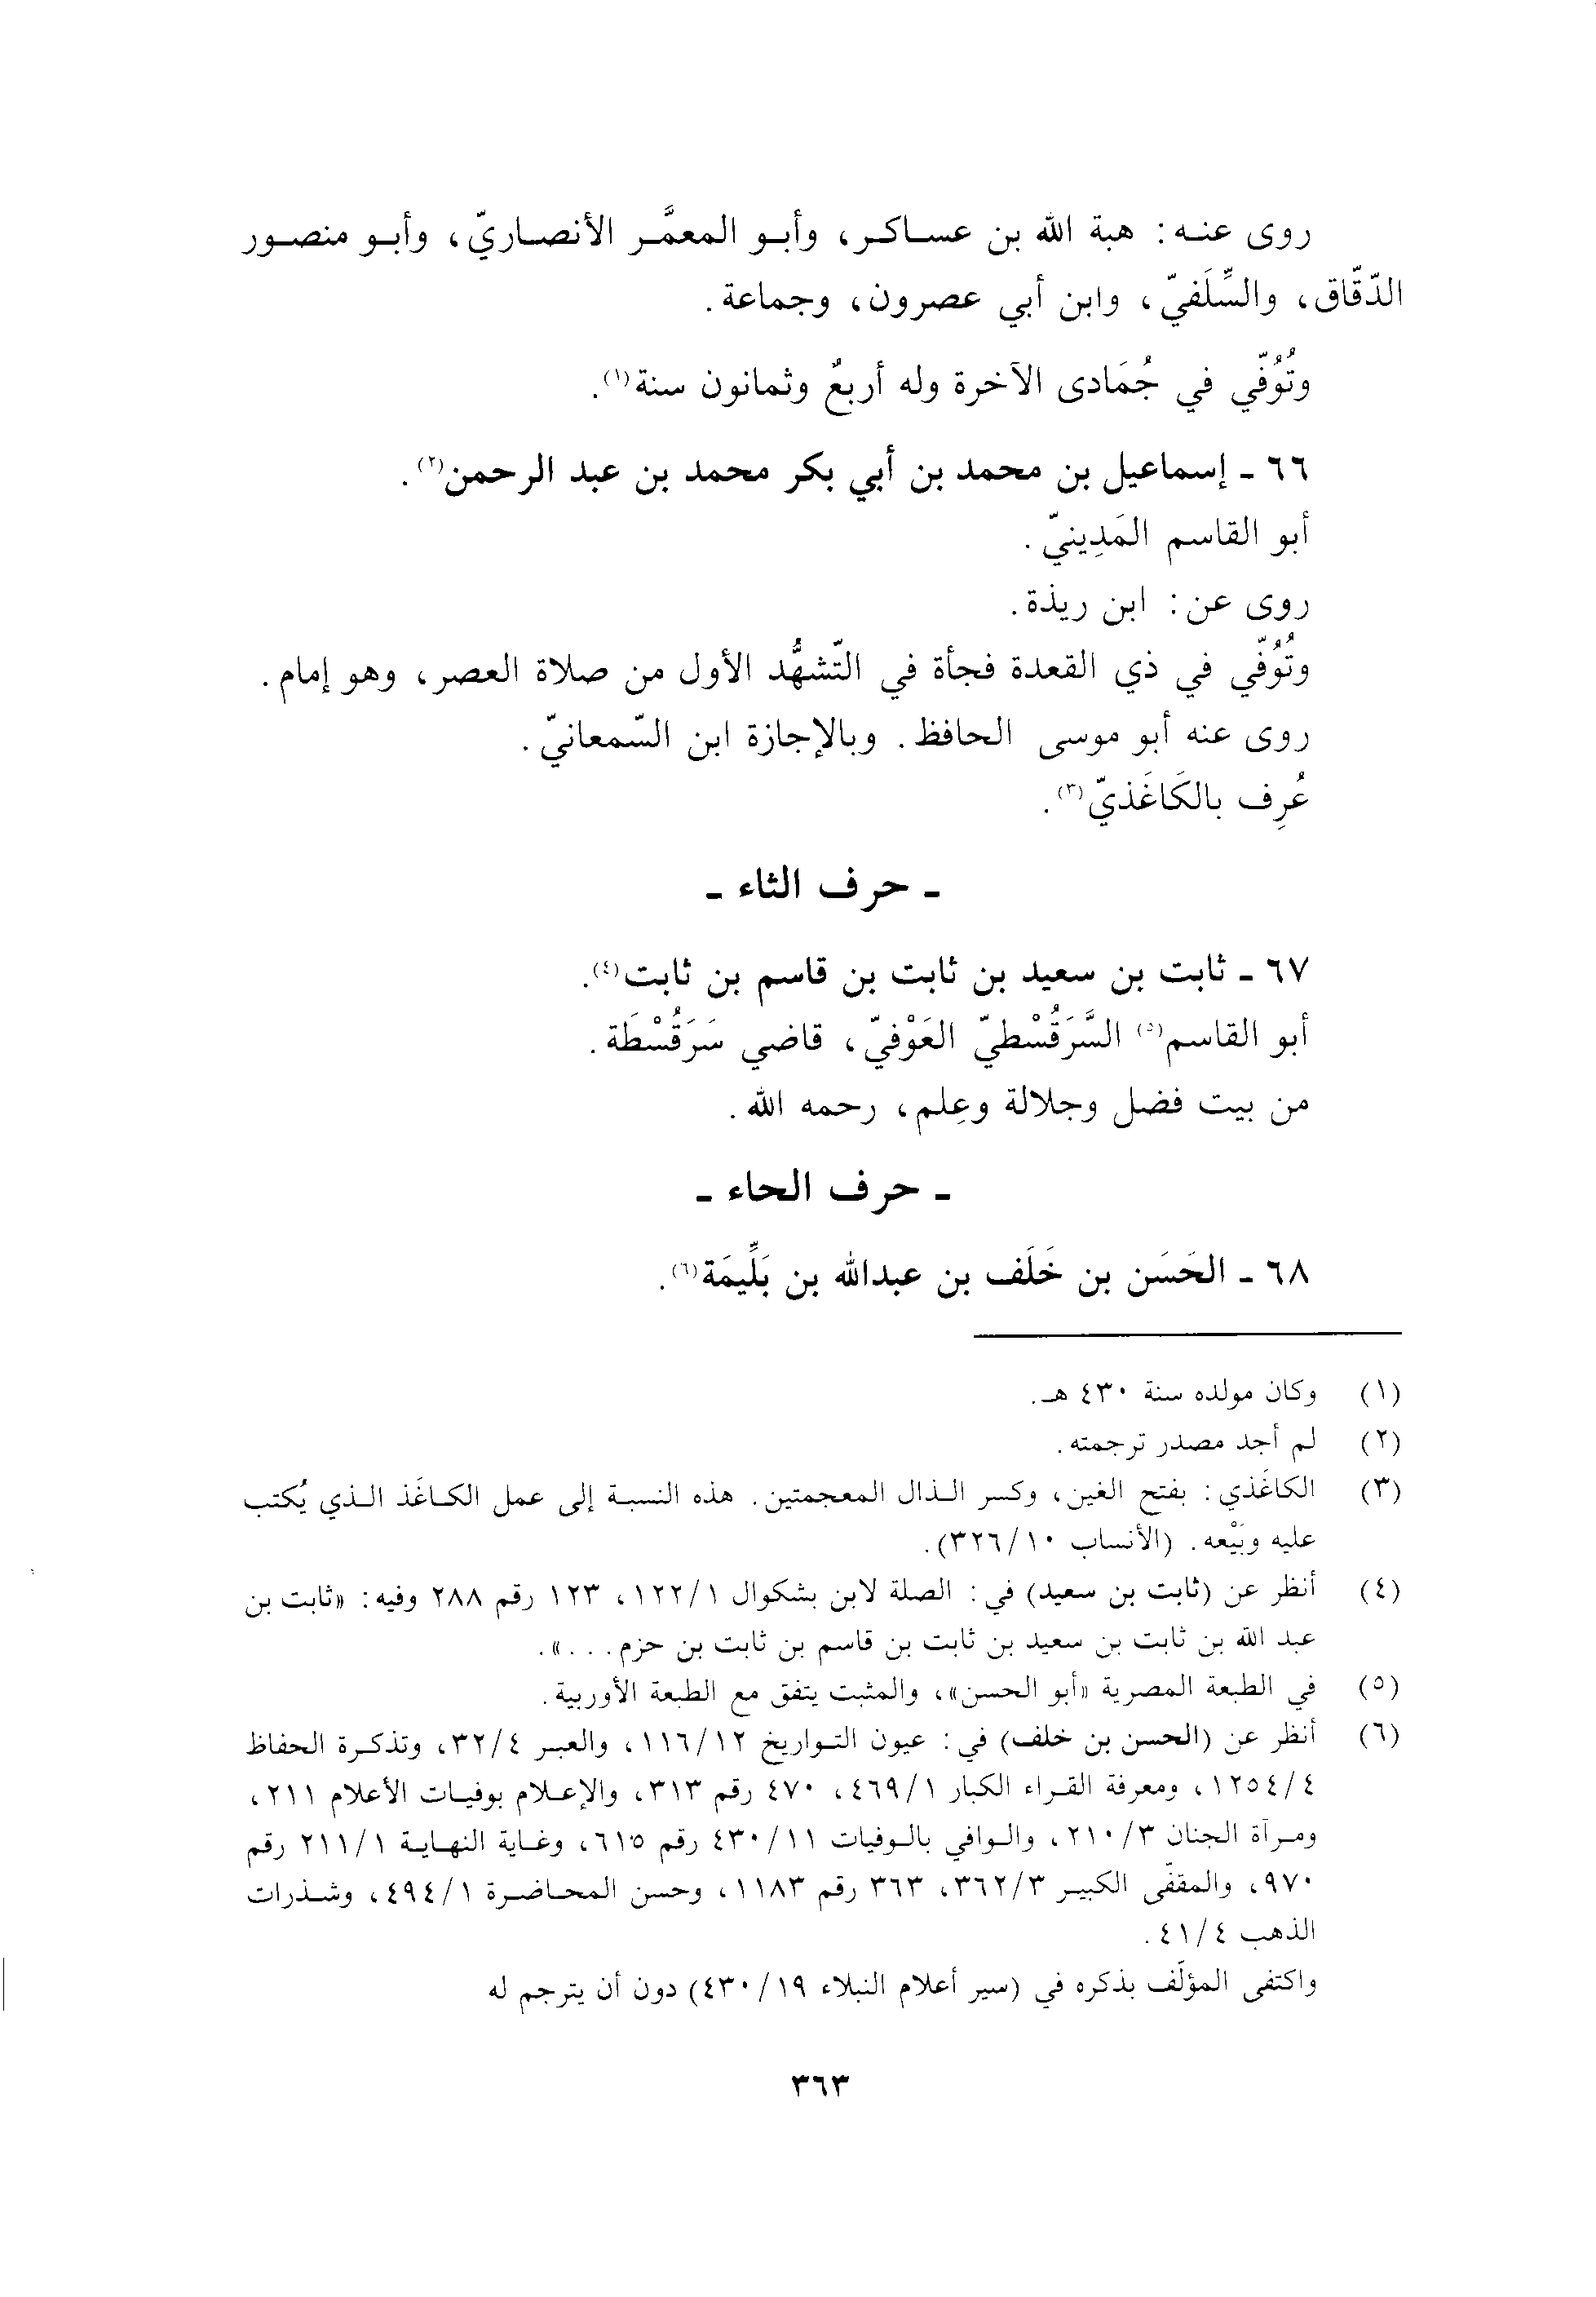 روى عنه: هبة الله بن عساكر، وأبو المعمَّر الأنصاريّ، وأبو منصور
الدّقّاق، والسِّلَفيّ، وابن أبي عصرون، وجماعة.
وتُوُفّي في جُمَادى الآخرة وله أربعٌ وثمانون سنة(١).
٦٦ - إسماعيل بن محمد بن أبي بكر محمد بن عبد الرحمن(٢).
أبو القاسم المَدِينيّ.
روى عن: ابن ريذة.
وتُوُفّي في ذي القعدة فجأة في التّشهُّد الأول من صلاة العصر، وهو إمام.
روى عنه أبو موسى الحافظ. وبالإجازة ابن السّمعانيّ.
عُرِف بالكَاغَذيّ(٣).
- حرف الثاء -
٦٧ - ثابت بن سعيد بن ثابت بن قاسم بن ثابت(٤).
أبو القاسم(٥) السَّرَقُسْطيّ العَوْفيّ، قاضي سَرَقُسْطَة.
من بيت فضل وجلالة وعِلم، رحمه الله.
- حرف الحاء -
٦٨ - الحَسَن بن خَلَف بن عبدالله بن بَلِّيمَة(٦).
(١) وكان مولده سنة ٤٣٠ هـ.
(٢) لم أجد مصدر ترجمته.
(٣) الكاغَذي: بفتح الغين، وكسر الذال المعجمتين. هذه النسبة إلى عمل الكاغَذ الذي يُكتب
عليه وبَيْعه. (الأنساب ٣٢٦/١٠).
(٤) أنظر عن (ثابت بن سعيد) في: الصلة لابن بشكوال ١٢٢/١، ١٢٣ رقم ٢٨٨ وفيه: «ثابت بن
عبد الله بن ثابت بن سعيد بن ثابت بن قاسم بن ثابت بن حزم...».
(٥) في الطبعة المصرية «أبو الحسن»، والمثبت يتفق مع الطبعة الأوربية.
(٦) أنظر عن (الحسن بن خلف) في: عيون التواريخ ١١٦/١٢، والعبر ٣٢/٤، وتذكرة الحفاظ
١٢٥٤/٤، ومعرفة القراء الكبار ٤٦٩/١، ٤٧٠ رقم ٣١٣، والإعلام بوفيات الأعلام ٢١١،
ومرآة الجنان ٢١٠/٣، والوافي بالوفيات ٤٣٠/١١ رقم ٦١٥، وغاية النهاية ٢١١/١ رقم
٩٧٠، والمقفّى الكبير ٣٦٢/٣، ٣٦٣ رقم ١١٨٣، وحسن المحاضرة ٤٩٤/١، وشذرات
الذهب ٤١/٤.
واكتفى المؤلّف بذكره في (سير أعلام النبلاء ٤٣٠/١٩) دون أن يترجم له
٣٦٣